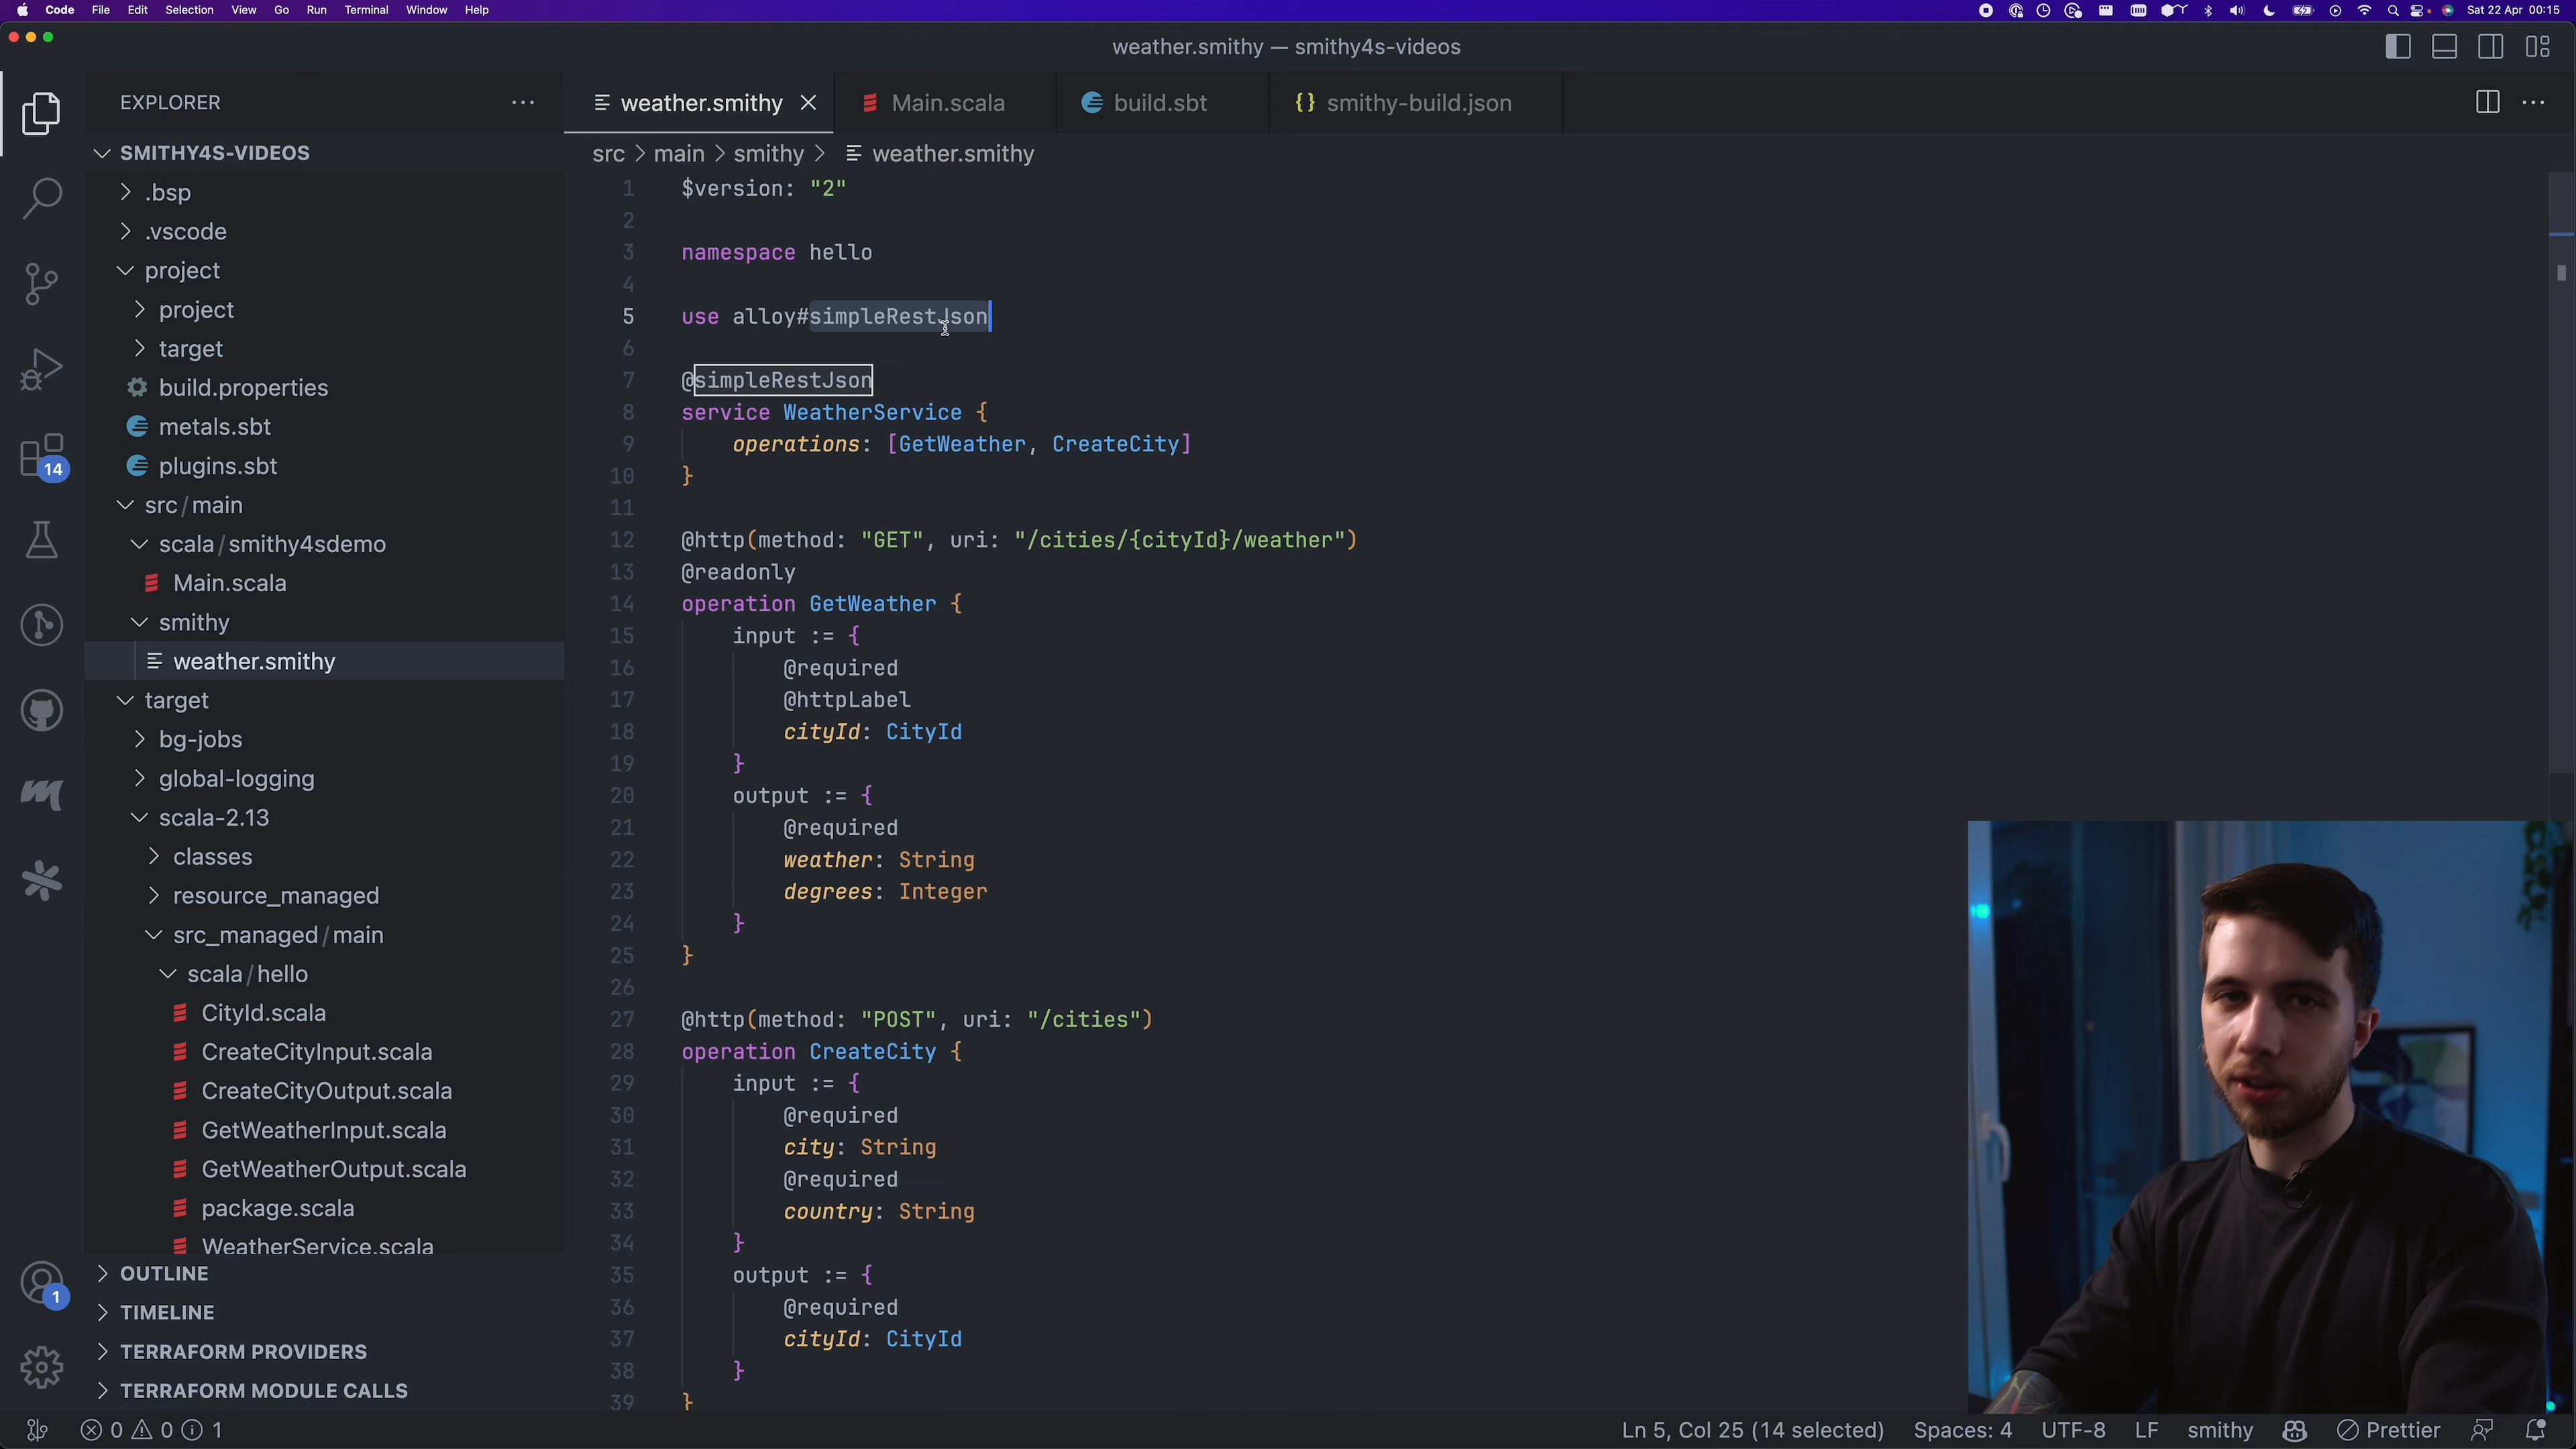 Code File Edit Selection View Go Run Terminal Window Help Sat 22 Apr 00:15
weather.smithy — smithy4s-videos
EXPLORER
weather.smithy Main.scala build.sbt {} smithy-build.json
SMITHY4S-VIDEOS
src > main > smithy > weather.smithy
.bsp
.vscode
project
project
target
build.properties
metals.sbt
plugins.sbt
src/main
scala/smithy4sdemo
Main.scala
smithy
weather.smithy
target
bg-jobs
global-logging
scala-2.13
classes
resource_managed
src_managed/main
scala/hello
CityId.scala
CreateCityInput.scala
CreateCityOutput.scala
GetWeatherInput.scala
GetWeatherOutput.scala
package.scala
WeatherService.scala
OUTLINE
TIMELINE
TERRAFORM PROVIDERS
TERRAFORM MODULE CALLS
14
1
1 $version: "2"
2
3 namespace hello
4
5 use alloy#simpleRestJson
6
7 @simpleRestJson
8 service WeatherService {
9 operations: [GetWeather, CreateCity]
10 }
11
12 @http(method: "GET", uri: "/cities/{cityId}/weather")
13 @readonly
14 operation GetWeather {
15 input := {
16 @required
17 @httpLabel
18 cityId: CityId
19 }
20 output := {
21 @required
22 weather: String
23 degrees: Integer
24 }
25 }
26
27 @http(method: "POST", uri: "/cities")
28 operation CreateCity {
29 input := {
30 @required
31 city: String
32 @required
33 country: String
34 }
35 output := {
36 @required
37 cityId: CityId
38 }
39 }
0 0 1 Ln 5, Col 25 (14 selected) Spaces: 4 UTF-8 LF smithy Prettier